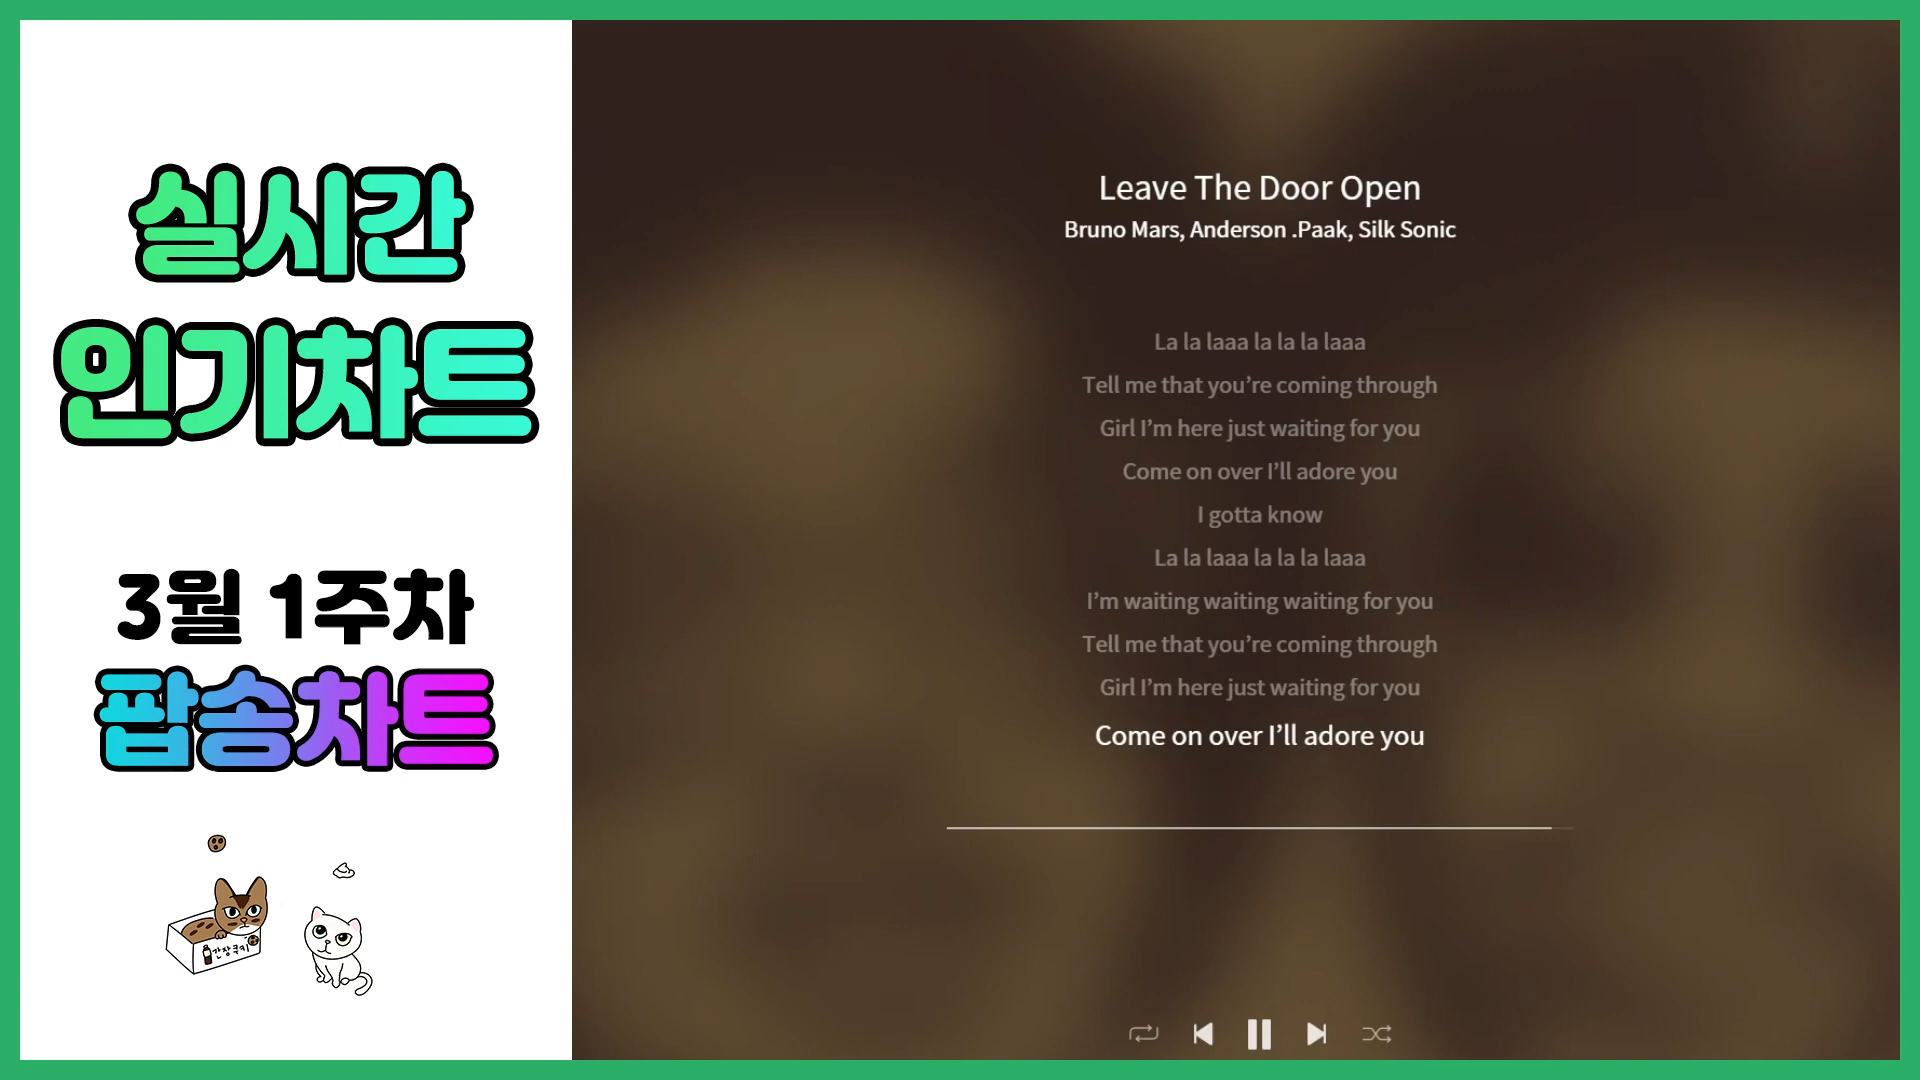 실시간
인기차트
3월 1주차
팝송차트
간장쿠키
Leave The Door Open
Bruno Mars, Anderson .Paak, Silk Sonic
La la laaa la la la laaa
Tell me that you’re coming through
Girl I’m here just waiting for you
Come on over I’ll adore you
I gotta know
La la laaa la la la laaa
I’m waiting waiting waiting for you
Tell me that you’re coming through
Girl I’m here just waiting for you
Come on over I’ll adore you